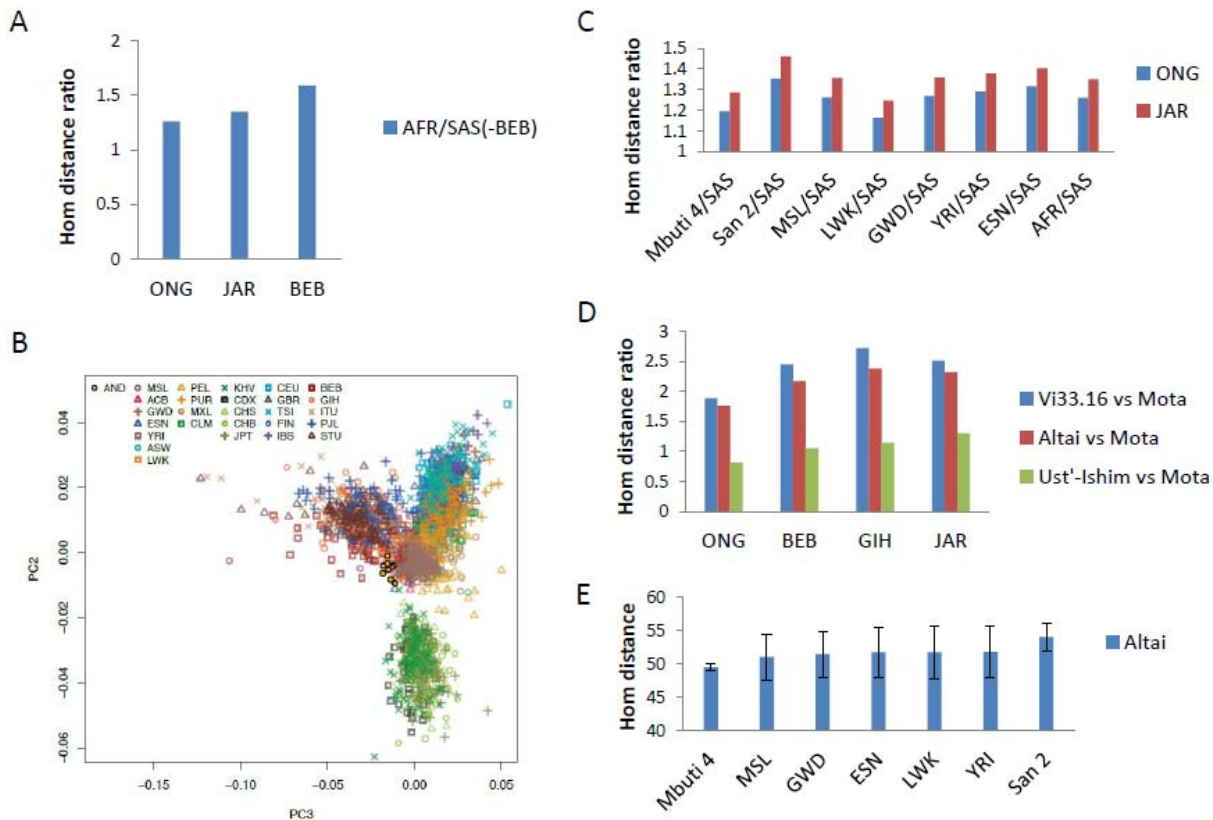 A
2
1.5
1
0.5
0
Hom distance ratio
ONG JAR BEB
AFR/SAS(-BEB)
B
AND MSL PEL KHV CEU BEB
ACB PUR CDX GBR GIH
GWD MXL CHS TSI ITU
ESN CLM CHB FIN PJL
YRI JPT IBS STU
ASW
LWK
PC2
0.04
0.02
0.00
−0.02
−0.04
−0.06
−0.15 −0.10 −0.05 0.00 0.05
PC3
C
1.5
1.4
1.3
1.2
1.1
1
Hom distance ratio
Mbuti 4/SAS
San 2/SAS
MSL/SAS
LWK/SAS
GWD/SAS
YRI/SAS
ESN/SAS
AFR/SAS
ONG
JAR
D
3
2.5
2
1.5
1
0.5
0
Hom distance ratio
ONG BEB GIH JAR
Vi33.16 vs Mota
Altai vs Mota
Ust'-Ishim vs Mota
E
60
55
50
45
40
Hom distance
Mbuti 4
MSL
GWD
ESN
LWK
YRI
San 2
Altai